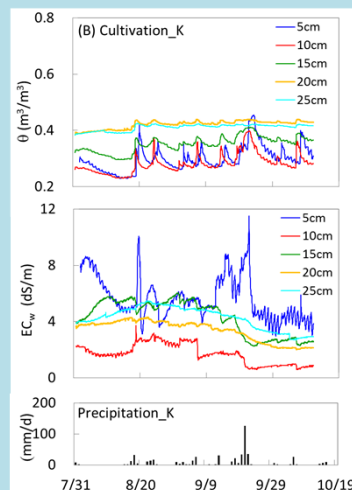 (B) Cultivation_K
0.8
0.6
0.4
0.2
θ (m³/m³)
5cm
10cm
15cm
20cm
25cm
12
8
4
0
ECw (dS/m)
5cm
10cm
15cm
20cm
25cm
Precipitation_K
200
100
0
(mm/d)
7/31 8/20 9/9 9/29 10/19